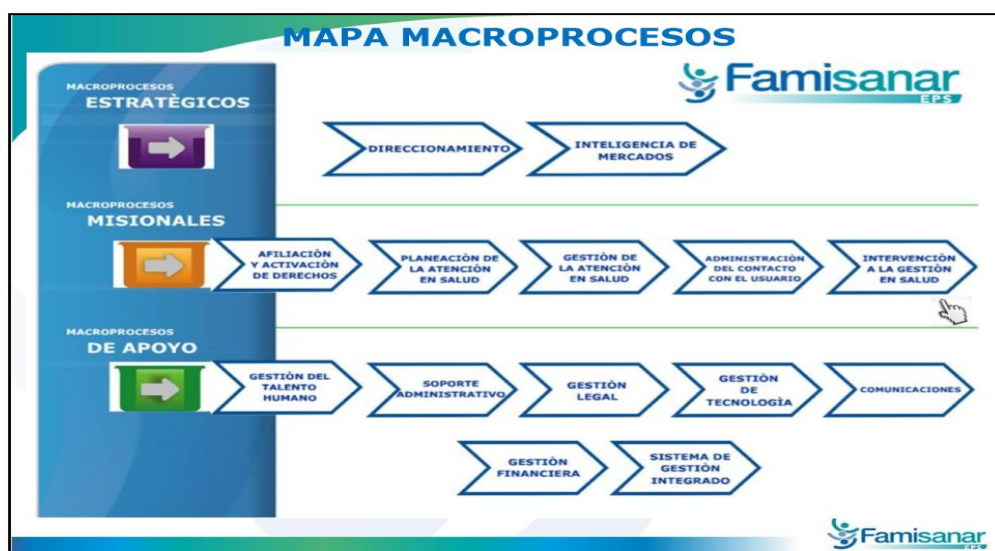 MAPA MACROPROCESOS
Famisanar
EPS
MACROPROCESOS
ESTRATÈGICOS
DIRECCIONAMIENTO
INTELIGENCIA DE
MERCADOS
MACROPROCESOS
MISIONALES
AFILIACIÒN
Y ACTIVACIÒN
DE DERECHOS
PLANEACIÒN DE
LA ATENCIÒN
EN SALUD
GESTIÒN DE
LA ATENCIÒN
EN SALUD
ADMINISTRACIÒN
DEL CONTACTO
CON EL USUARIO
INTERVENCIÒN
A LA GESTIÒN
EN SALUD
MACROPROCESOS
DE APOYO
GESTIÒN DEL
TALENTO
HUMANO
SOPORTE
ADMINISTRATIVO
GESTIÒN
LEGAL
GESTIÒN
DE
TECNOLOGÌA
COMUNICACIONES
GESTIÒN
FINANCIERA
SISTEMA DE
GESTIÒN
INTEGRADO
Famisanar
EPS